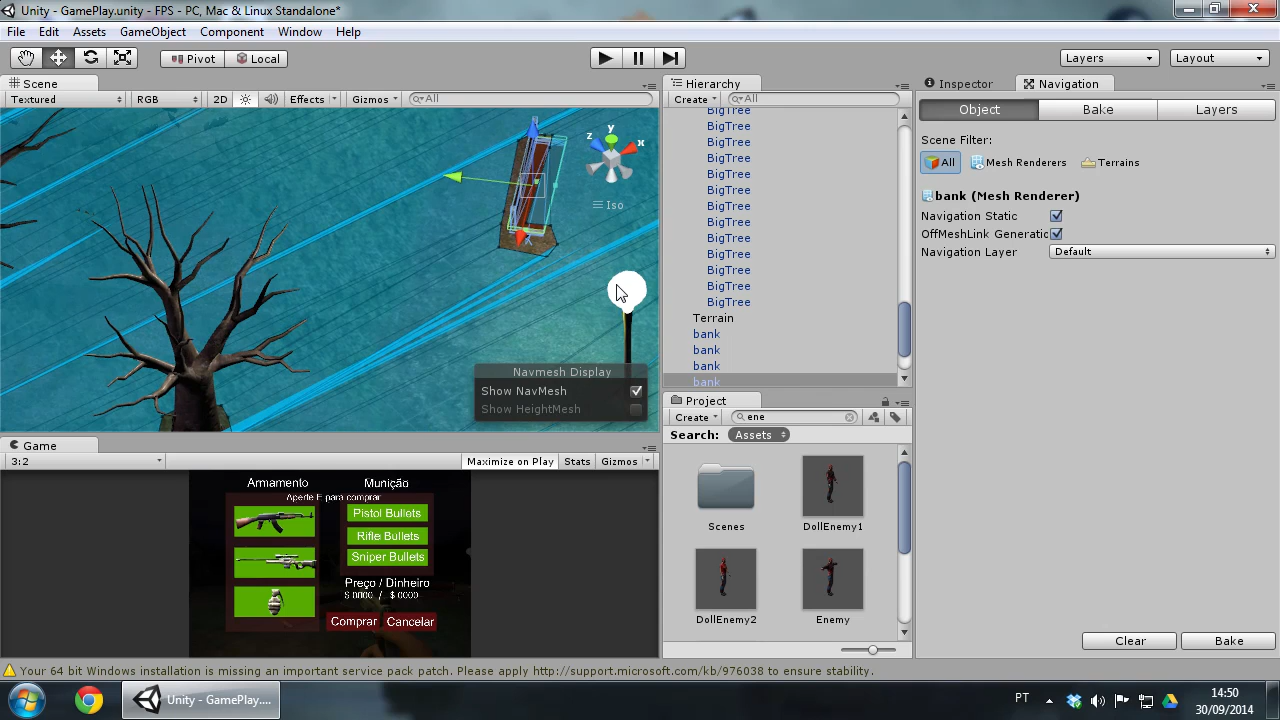 Unity - GamePlay.unity - FPS - PC, Mac & Linux Standalone*
File Edit Assets GameObject Component Window Help
Pivot Local Layers Layout
Scene
Textured RGB 2D Effects Gizmos All
z y x
Iso
Navmesh Display
Show NavMesh
Show HeightMesh
Game
3:2 Maximize on Play Stats Gizmos
Armamento Munição
Aperte E para comprar
Pistol Bullets
Rifle Bullets
Sniper Bullets
Preço / Dinheiro
$ 0000 / $ 0000
Comprar Cancelar
Hierarchy
Create All
BigTree
BigTree
BigTree
BigTree
BigTree
BigTree
BigTree
BigTree
BigTree
BigTree
BigTree
BigTree
BigTree
Terrain
bank
bank
bank
bank
Project
Create ene
Search: Assets
Scenes DollEnemy1
DollEnemy2 Enemy
Inspector Navigation
Object Bake Layers
Scene Filter:
All Mesh Renderers Terrains
bank (Mesh Renderer)
Navigation Static
OffMeshLink Generatic
Navigation Layer Default
Clear Bake
Your 64 bit Windows installation is missing an important service pack patch. Please apply http://support.microsoft.com/kb/976038 to ensure stability.
Unity - GamePlay....
PT
14:50
30/09/2014